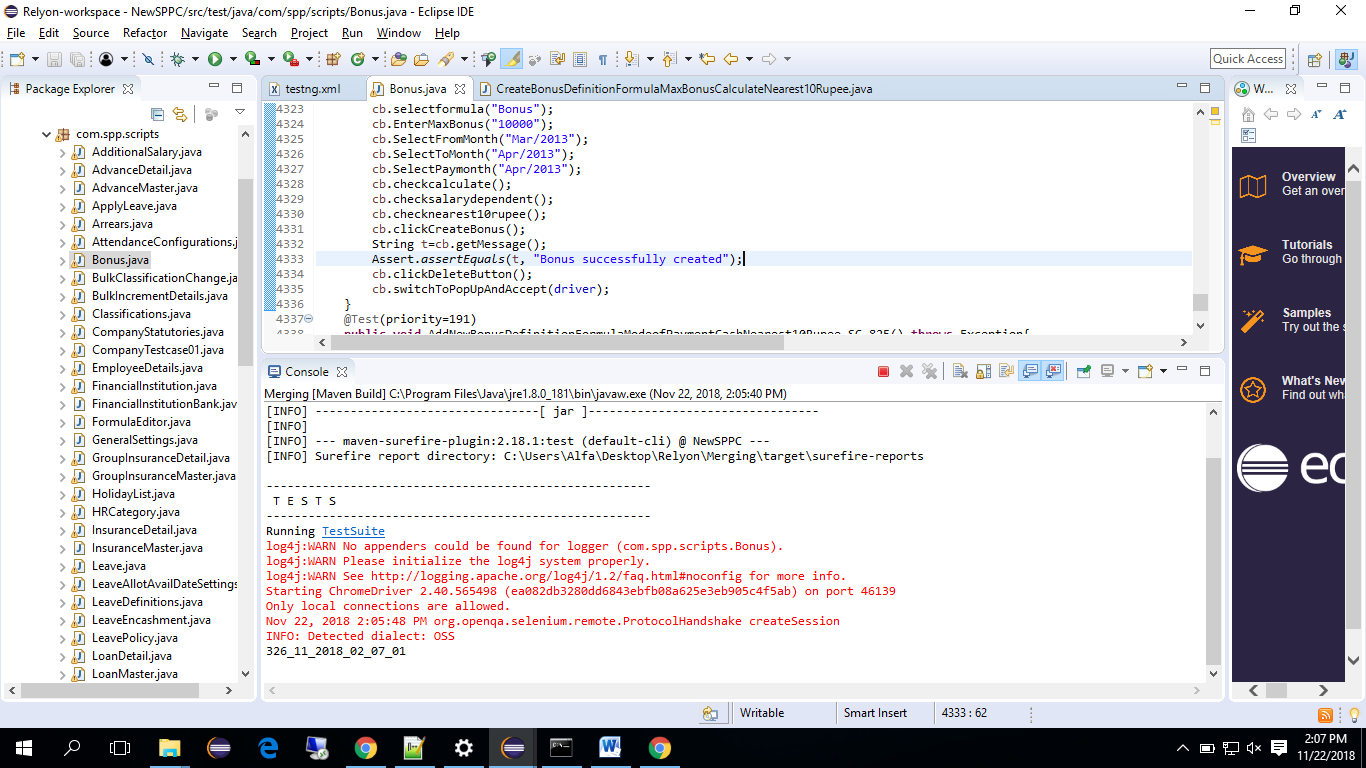 Relyon-workspace - NewSPPC/src/test/java/com/spp/scripts/Bonus.java - Eclipse IDE
File Edit Source Refactor Navigate Search Project Run Window Help
Quick Access
Package Explorer
com.spp.scripts
AdditionalSalary.java
AdvanceDetail.java
AdvanceMaster.java
ApplyLeave.java
Arrears.java
AttendanceConfigurations.j
Bonus.java
BulkClassificationChange.ja
BulkIncrementDetails.java
Classifications.java
CompanyStatutories.java
CompanyTestcase01.java
EmployeeDetails.java
FinancialInstitution.java
FinancialInstitutionBank.jav
FormulaEditor.java
GeneralSettings.java
GroupInsuranceDetail.java
GroupInsuranceMaster.java
HolidayList.java
HRCategory.java
InsuranceDetail.java
InsuranceMaster.java
Leave.java
LeaveAllotAvailDateSettings
LeaveDefinitions.java
LeaveEncashment.java
LeavePolicy.java
LoanDetail.java
LoanMaster.java
testng.xml Bonus.java CreateBonusDefinitionFormulaMaxBonusCalculateNearest10Rupee.java
4323 cb.selectformula("Bonus");
4324 cb.EnterMaxBonus("10000");
4325 cb.SelectFromMonth("Mar/2013");
4326 cb.SelectToMonth("Apr/2013");
4327 cb.SelectPaymonth("Apr/2013");
4328 cb.checkcalculate();
4329 cb.checksalarydependent();
4330 cb.checknearest10rupee();
4331 cb.clickCreateBonus();
4332 String t=cb.getMessage();
4333 Assert.assertEquals(t, "Bonus successfully created");
4334 cb.clickDeleteButton();
4335 cb.switchToPopUpAndAccept(driver);
4336 }
4337 @Test(priority=191)
4338 public void AddNewBonusDefinitionFormulaModeofPaymentCashNearest10Rupee_SC_825() throws Exception{
Console
Merging [Maven Build] C:\Program Files\Java\jre1.8.0_181\bin\javaw.exe (Nov 22, 2018, 2:05:40 PM)
[INFO] --------------------------------[ jar ]---------------------------------
[INFO]
[INFO] --- maven-surefire-plugin:2.18.1:test (default-cli) @ NewSPPC ---
[INFO] Surefire report directory: C:\Users\Alfa\Desktop\Relyon\Merging\target\surefire-reports
-------------------------------------------------------
T E S T S
-------------------------------------------------------
Running TestSuite
log4j:WARN No appenders could be found for logger (com.spp.scripts.Bonus).
log4j:WARN Please initialize the log4j system properly.
log4j:WARN See http://logging.apache.org/log4j/1.2/faq.html#noconfig for more info.
Starting ChromeDriver 2.40.565498 (ea082db3280dd6843ebfb08a625e3eb905c4f5ab) on port 46139
Only local connections are allowed.
Nov 22, 2018 2:05:48 PM org.openqa.selenium.remote.ProtocolHandshake createSession
INFO: Detected dialect: OSS
326_11_2018_02_07_01
W...
Overview
Get an over
Tutorials
Go through
Samples
Try out the s
What's New
Find out wha
ec
Writable Smart Insert 4333 : 62
2:07 PM
11/22/2018